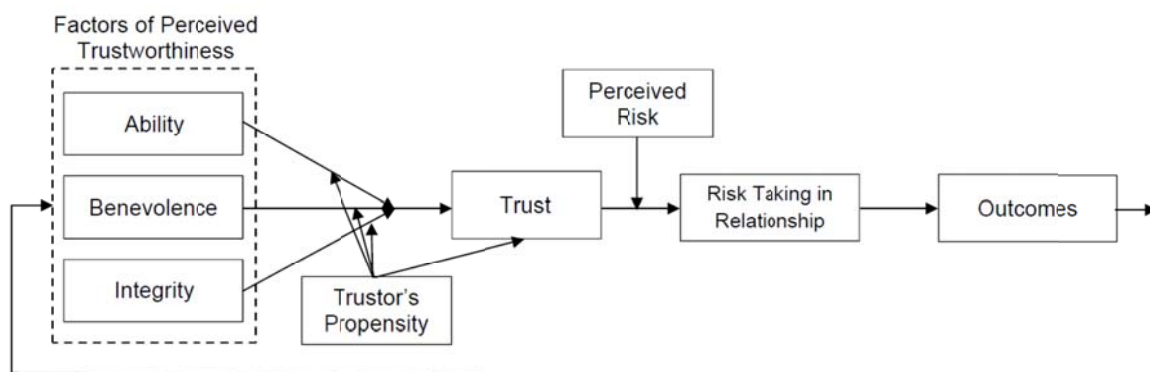 Factors of Perceived
Trustworthiness
Ability
Benevolence
Integrity
Trustor's
Propensity
Trust
Perceived
Risk
Risk Taking in
Relationship
Outcomes